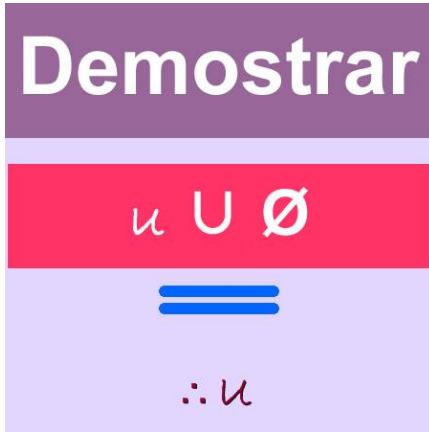 Demostrar
u ∪ Ø
=
∴ u